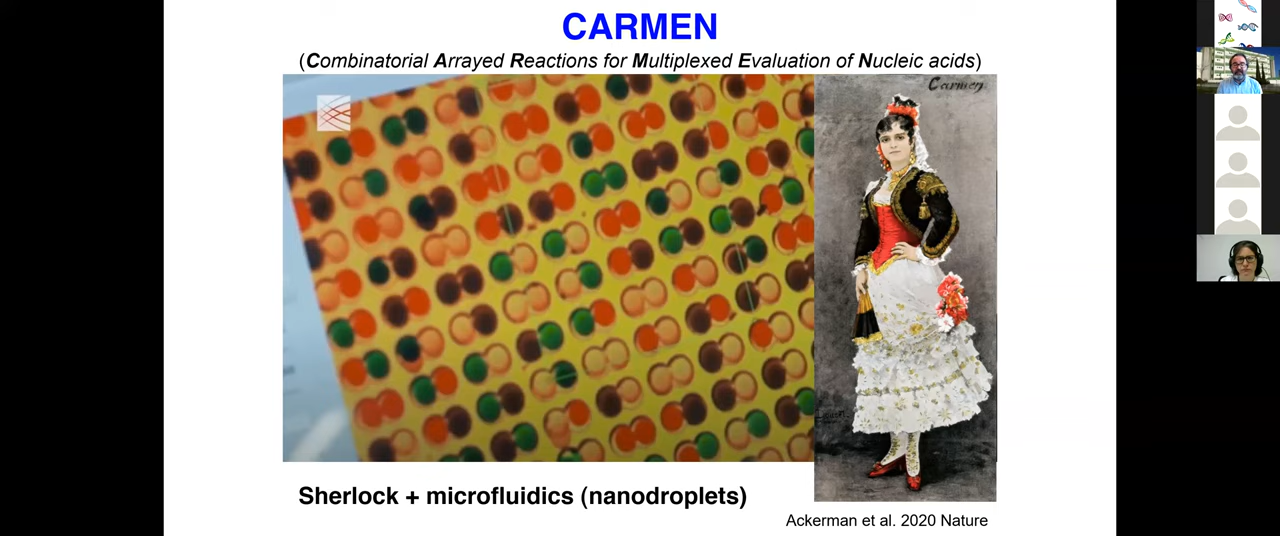 CARMEN
(Combinatorial Arrayed Reactions for Multiplexed Evaluation of Nucleic acids)
Carmen
Sherlock + microfluidics (nanodroplets)
Ackerman et al. 2020 Nature